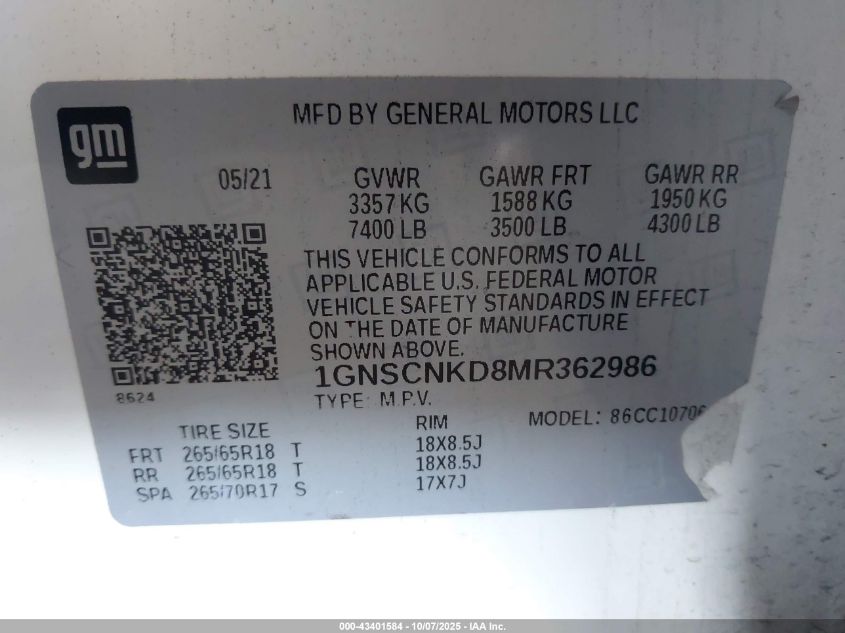 MFD BY GENERAL MOTORS LLC
gm
05/21 GVWR GAWR FRT GAWR RR
3357 KG 1588 KG 1950 KG
7400 LB 3500 LB 4300 LB
THIS VEHICLE CONFORMS TO ALL
APPLICABLE U.S. FEDERAL MOTOR
VEHICLE SAFETY STANDARDS IN EFFECT
ON THE DATE OF MANUFACTURE
SHOWN ABOVE.
1GNSCNKD8MR362986
8624
TYPE: M.P.V. MODEL: 86CC10706
TIRE SIZE RIM
FRT 265/65R18 T 18X8.5J
RR 265/65R18 T 18X8.5J
SPA 265/70R17 S 17X7J
000-43401584 - 10/07/2025 - IAA Inc.